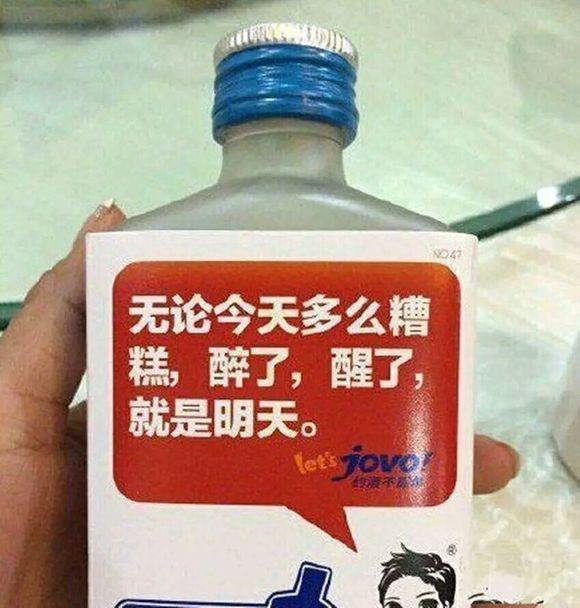 NO.47
无论今天多么糟
糕，醉了，醒了，
就是明天。
let's jovo!